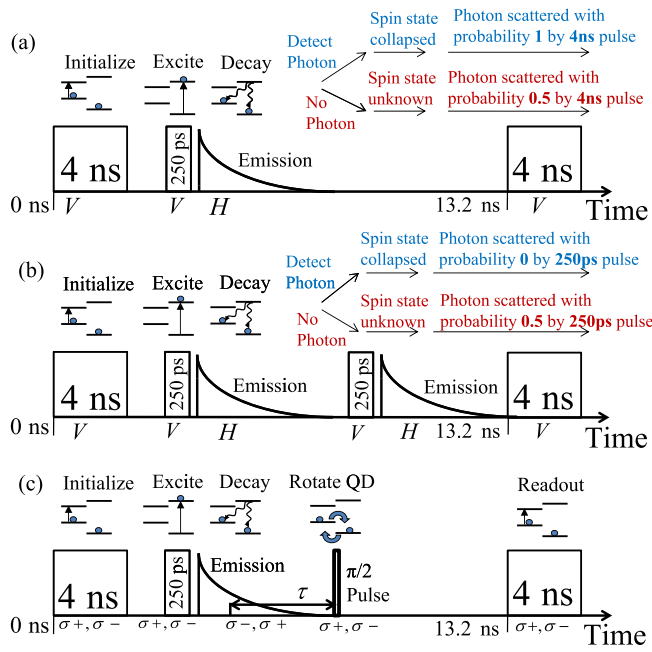 (a)
Initialize Excite Decay
Detect
Photon
Spin state
collapsed
Photon scattered with
probability 1 by 4ns pulse
No
Photon
Spin state
unknown
Photon scattered with
probability 0.5 by 4ns pulse
4 ns 250 ps Emission
0 ns V V H 13.2 ns V Time
(b)
Initialize Excite Decay
Detect
Photon
Spin state
collapsed
Photon scattered with
probability 0 by 250ps pulse
No
Photon
Spin state
unknown
Photon scattered with
probability 0.5 by 250ps pulse
4 ns 250 ps Emission 250 ps Emission 4 ns
0 ns V V H V H 13.2 ns V Time
(c)
Initialize Excite Decay Rotate QD Readout
4 ns 250 ps Emission τ π/2
Pulse
4 ns
0 ns σ+,σ− σ+,σ− σ−,σ+ σ+,σ− 13.2 ns σ+,σ− Time